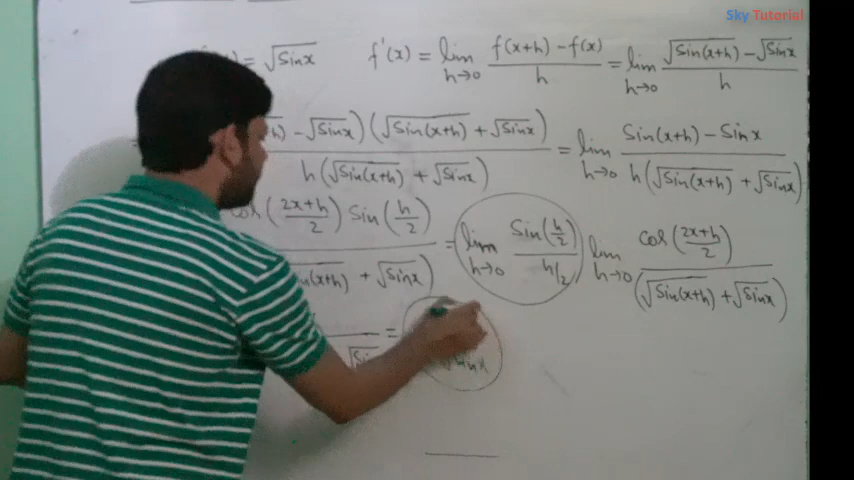 Sky Tutorial
= √Sinx f'(x) = lim h→0 f(x+h) - f(x) / h = lim h→0 √Sin(x+h) - √Sinx / h
- √Sinx)(√Sin(x+h) + √Sinx) / h(√Sin(x+h) + √Sinx) = lim h→0 Sin(x+h) - Sinx / h(√Sin(x+h) + √Sinx)
Cos(2x+h / 2) Sin(h/2) / + √Sinx) = lim h→0 Sin(h/2) / h/2 lim h→0 Cos(2x+h / 2) / (√Sin(x+h) + √Sinx)
=